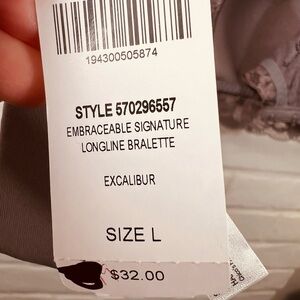 194300505874
STYLE 570296557
EMBRACEABLE SIGNATURE
LONGLINE BRALETTE
EXCALIBUR
SIZE L
$32.00